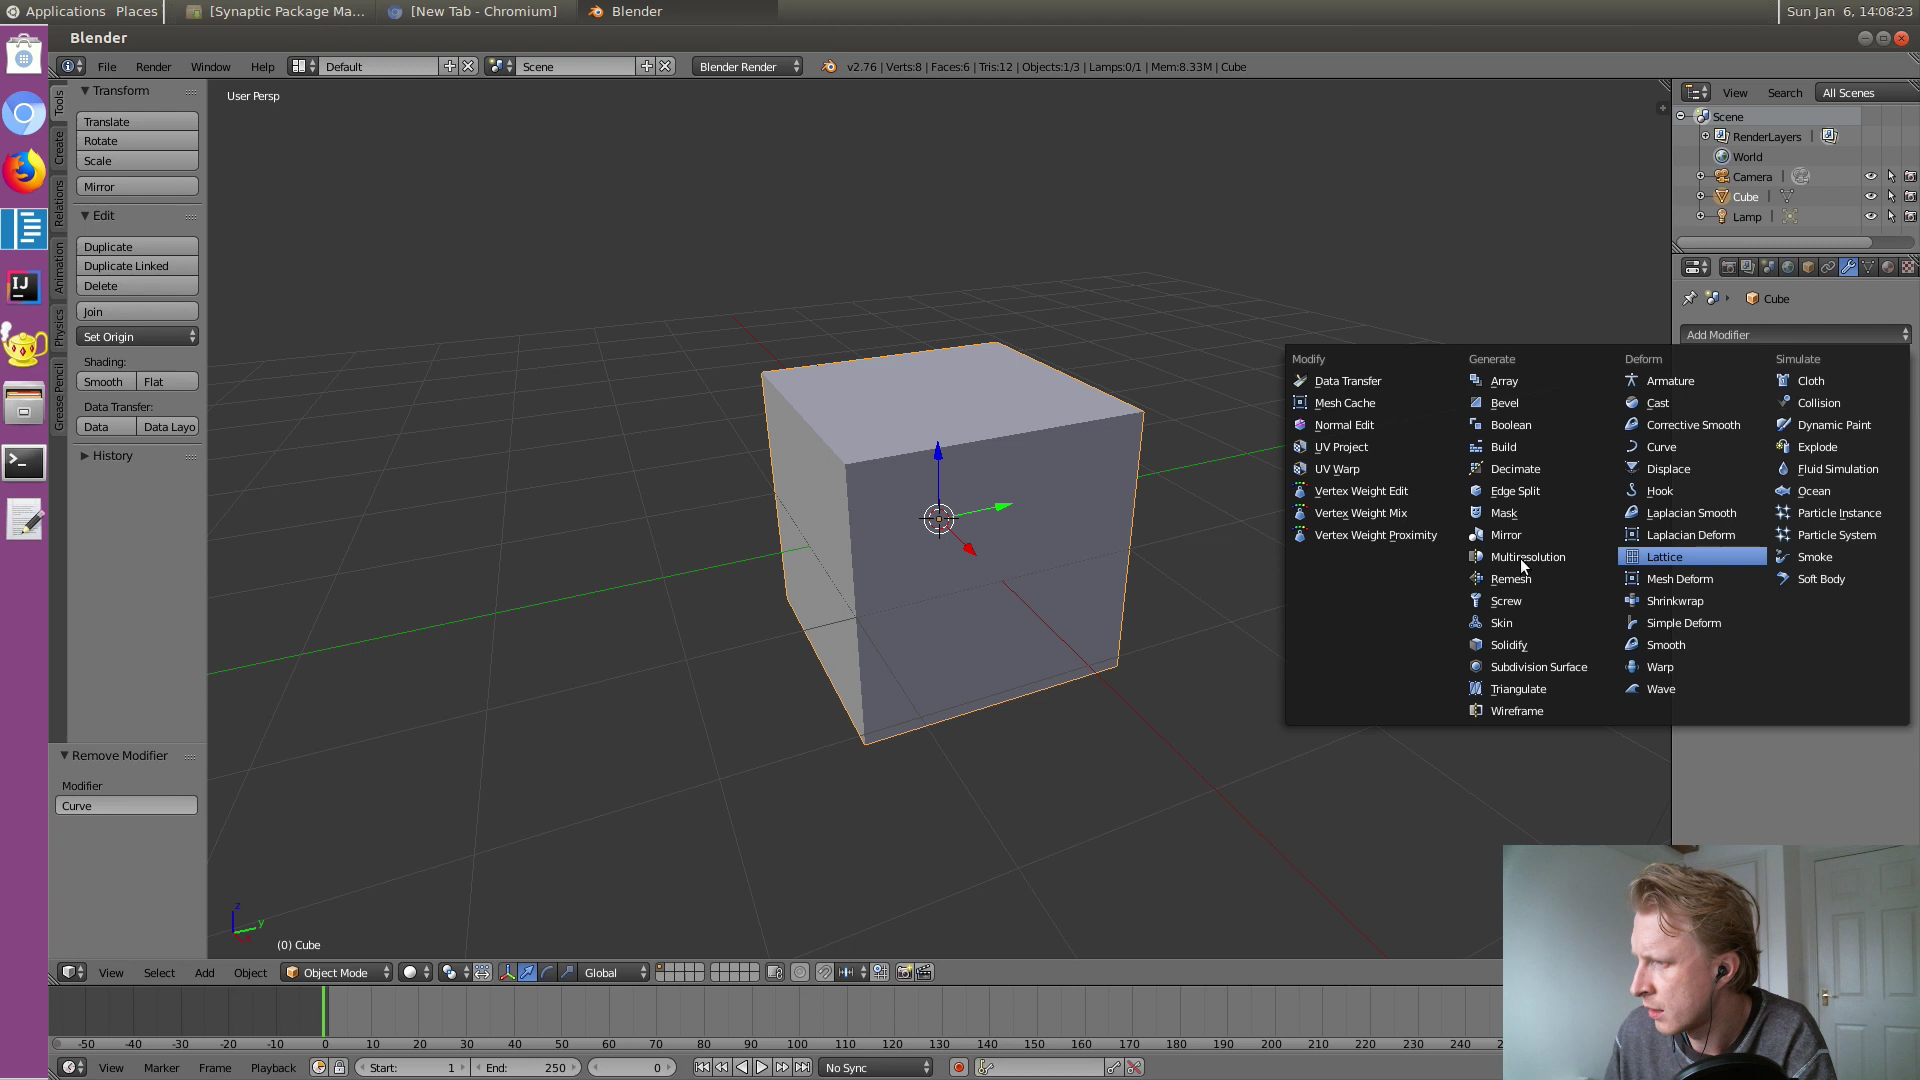 Applications Places [Synaptic Package Ma... [New Tab - Chromium] Blender Sun Jan 6, 14:08:23
Blender
File Render Window Help Default Scene Blender Render v2.76 | Verts:8 | Faces:6 | Tris:12 | Objects:1/3 | Lamps:0/1 | Mem:8.33M | Cube
Tools
Create
Relations
Animation
Physics
Grease Pencil
Transform
Translate
Rotate
Scale
Mirror
Edit
Duplicate
Duplicate Linked
Delete
Join
Set Origin
Shading:
Smooth Flat
Data Transfer:
Data Data Layo
History
Remove Modifier
Modifier
Curve
IJ
User Persp
z
y
x
(0) Cube
View Search All Scenes
Scene
RenderLayers |
World
Camera |
Cube |
Lamp |
Cube
Add Modifier
Modify
Data Transfer
Mesh Cache
Normal Edit
UV Project
UV Warp
Vertex Weight Edit
Vertex Weight Mix
Vertex Weight Proximity
Generate
Array
Bevel
Boolean
Build
Decimate
Edge Split
Mask
Mirror
Multiresolution
Remesh
Screw
Skin
Solidify
Subdivision Surface
Triangulate
Wireframe
Deform
Armature
Cast
Corrective Smooth
Curve
Displace
Hook
Laplacian Smooth
Laplacian Deform
Lattice
Mesh Deform
Shrinkwrap
Simple Deform
Smooth
Warp
Wave
Simulate
Cloth
Collision
Dynamic Paint
Explode
Fluid Simulation
Ocean
Particle Instance
Particle System
Smoke
Soft Body
View Select Add Object Object Mode Global
-50 -40 -30 -20 -10 0 10 20 30 40 50 60 70 80 90 100 110 120 130 140 150 160 170 180 190 200 210 220 230 240
View Marker Frame Playback Start: 1 End: 250 0 No Sync